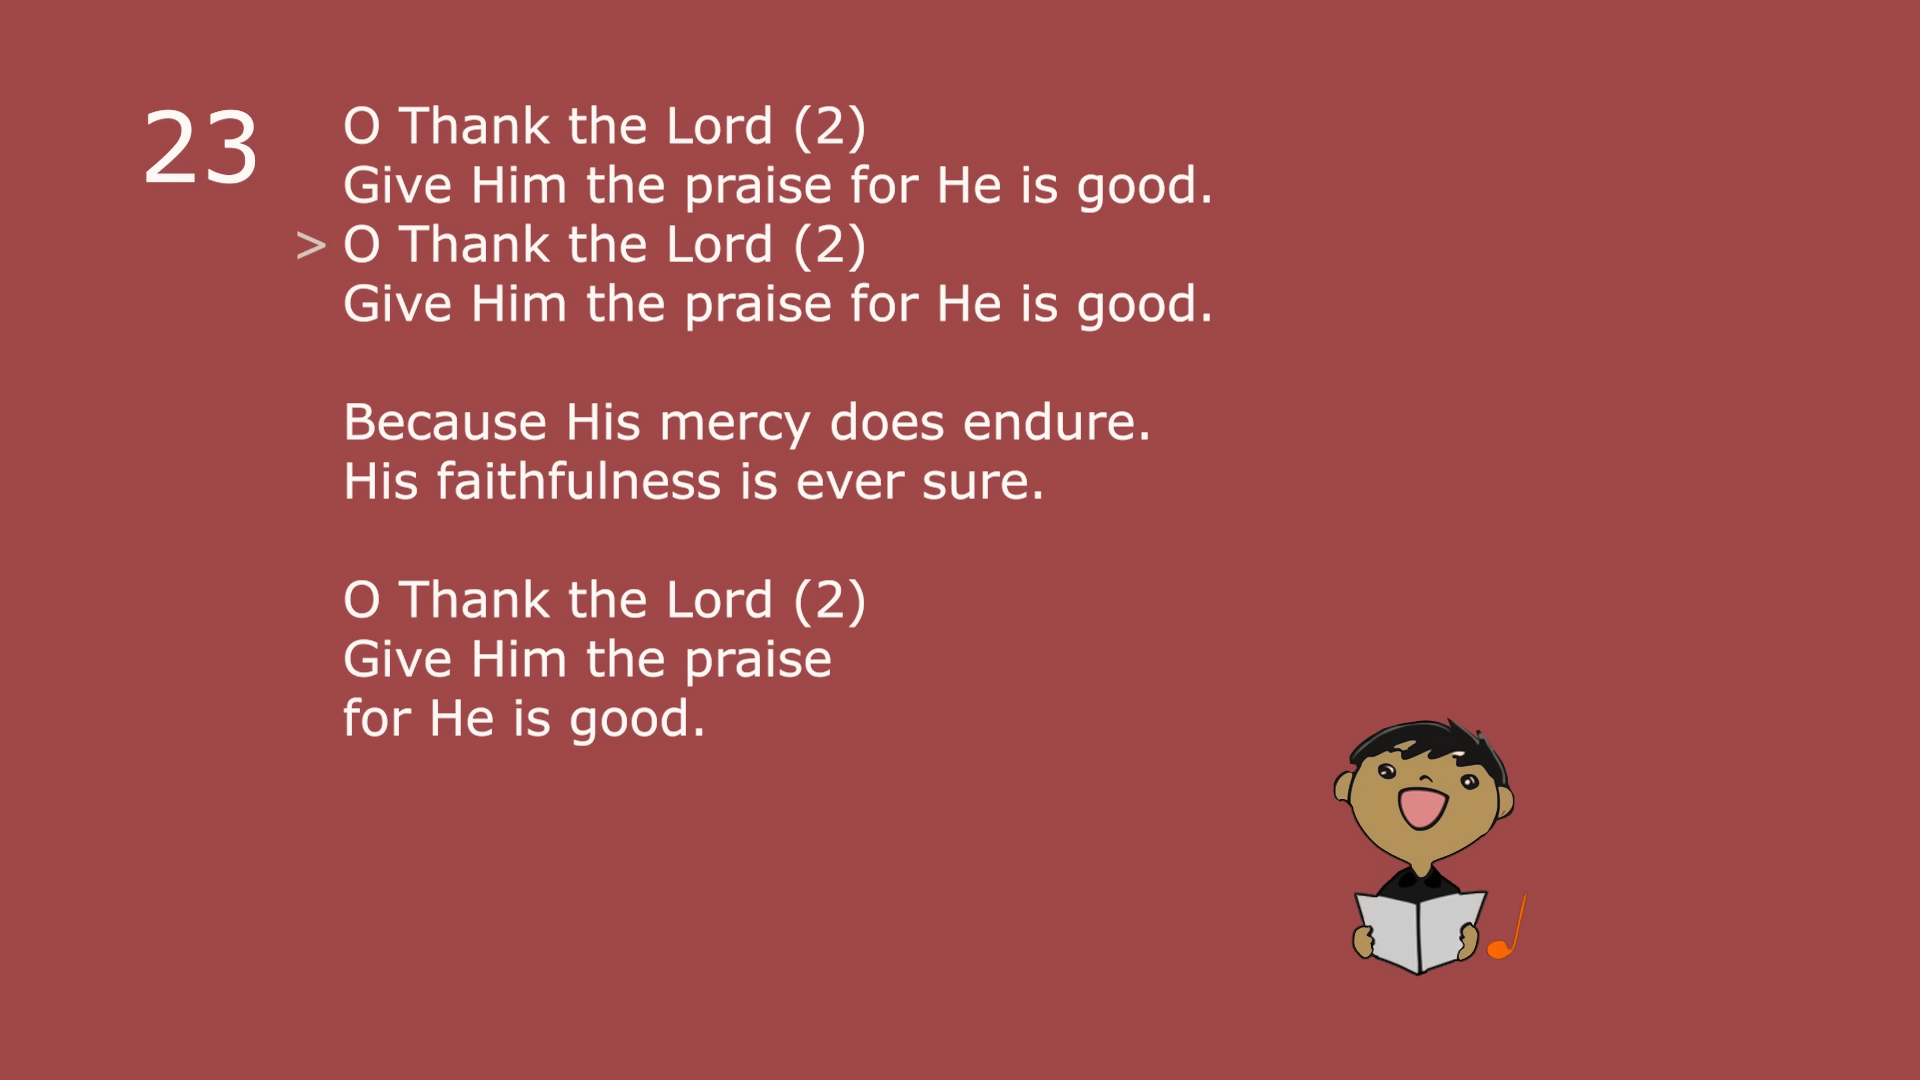 23
O Thank the Lord (2)
Give Him the praise for He is good.
> O Thank the Lord (2)
Give Him the praise for He is good.
Because His mercy does endure.
His faithfulness is ever sure.
O Thank the Lord (2)
Give Him the praise
for He is good.